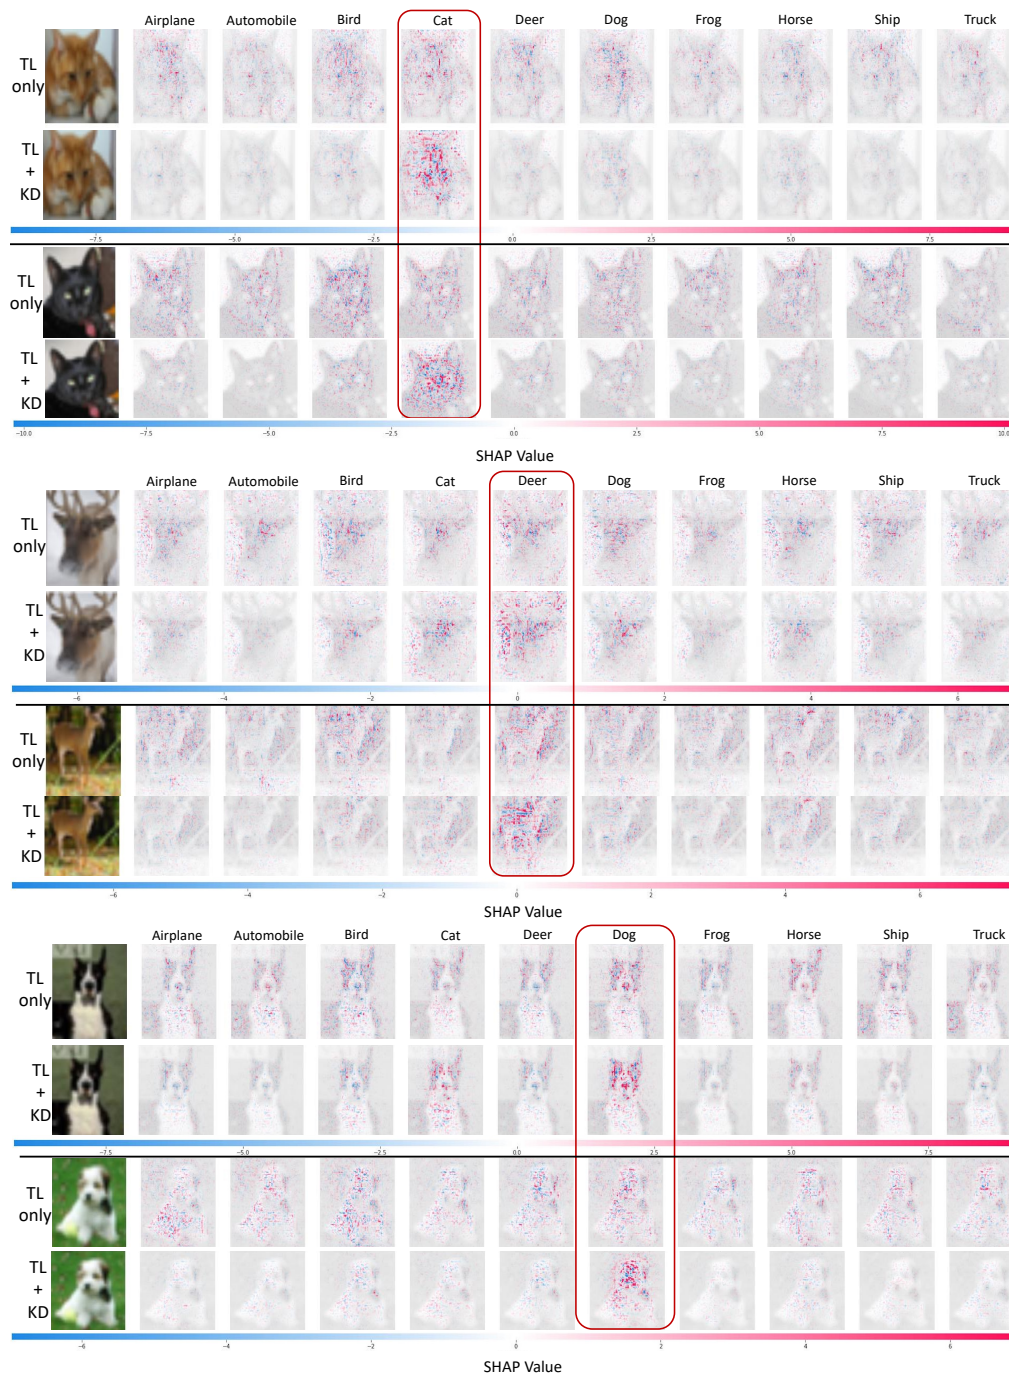 Airplane Automobile Bird Cat Deer Dog Frog Horse Ship Truck
TL
only
TL
+
KD
−7.5 −5.0 −2.5 0.0 2.5 5.0 7.5
TL
only
TL
+
KD
−10.0 −7.5 −5.0 −2.5 0.0 2.5 5.0 7.5 10.0
SHAP Value
Airplane Automobile Bird Cat Deer Dog Frog Horse Ship Truck
TL
only
TL
+
KD
−6 −4 −2 0 2 4 6
TL
only
TL
+
KD
−6 −4 −2 0 2 4 6
SHAP Value
Airplane Automobile Bird Cat Deer Dog Frog Horse Ship Truck
TL
only
TL
+
KD
−7.5 −5.0 −2.5 0.0 2.5 5.0 7.5
TL
only
TL
+
KD
−6 −4 −2 0 2 4 6
SHAP Value